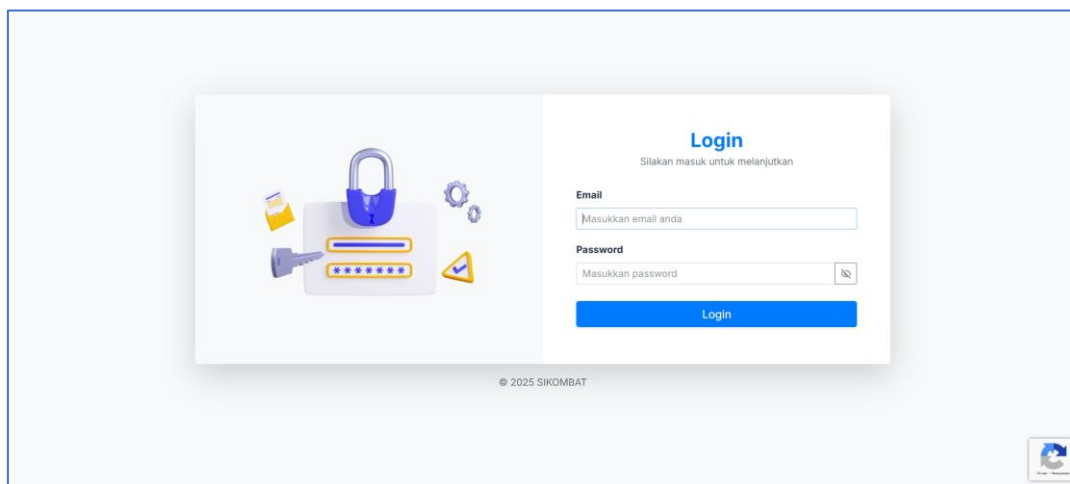 Login
Silakan masuk untuk melanjutkan
Email
Masukkan email anda
Password
Masukkan password
*******
Login
© 2025 SIKOMBAT